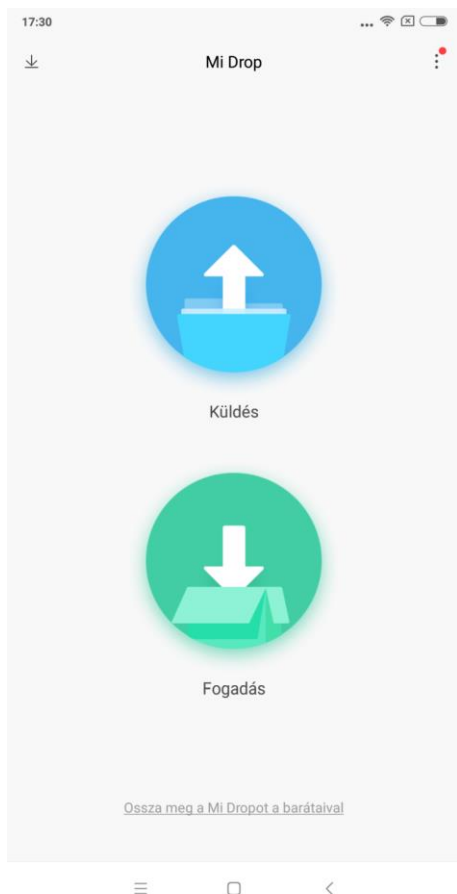 17:30
Mi Drop
Küldés
Fogadás
Ossza meg a Mi Dropot a barátaival